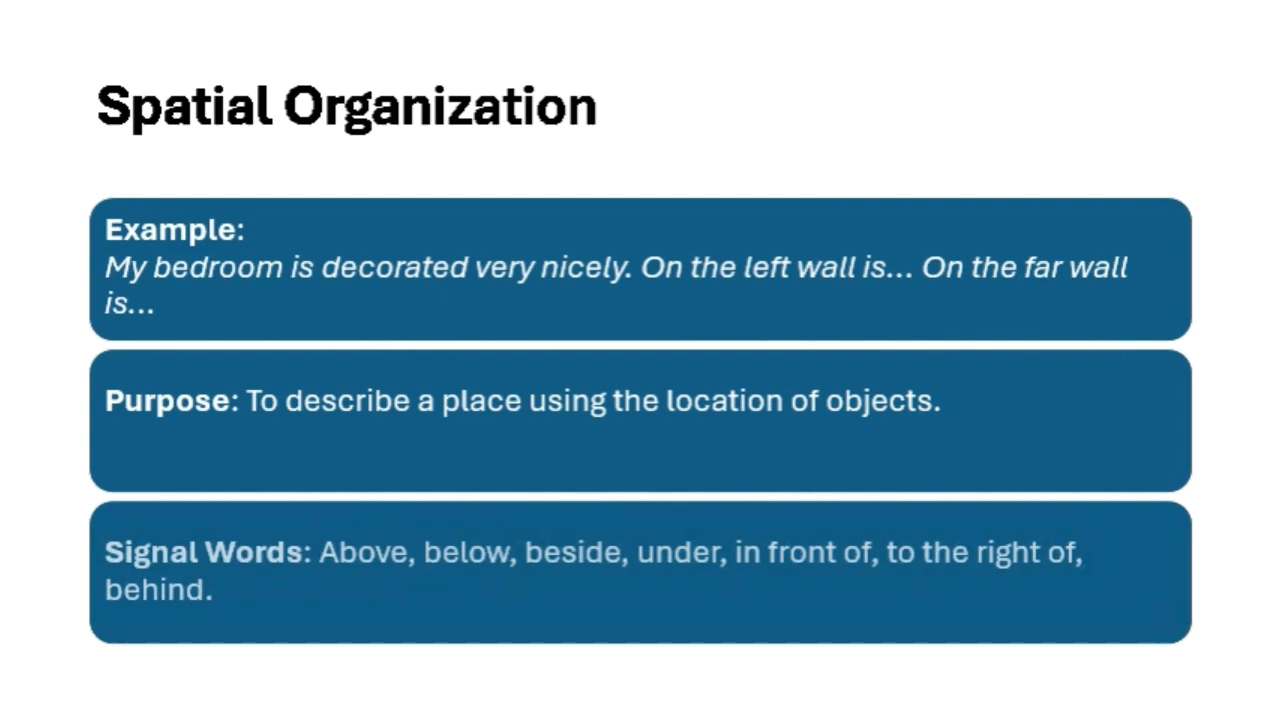 Spatial Organization
Example:
My bedroom is decorated very nicely. On the left wall is... On the far wall
is...
Purpose: To describe a place using the location of objects.
Signal Words: Above, below, beside, under, in front of, to the right of,
behind.